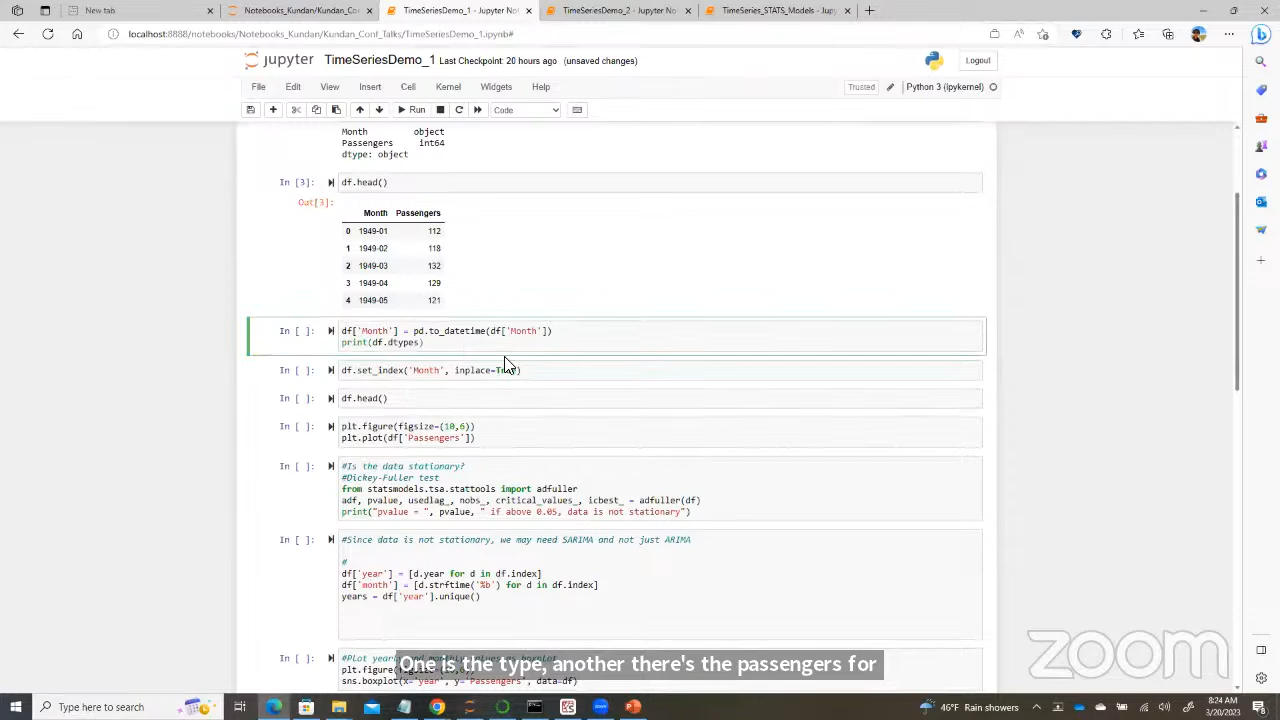 New tab
Notebooks_Kundan/Kundan_Co
TimeSeriesDemo_1 - Jupyter Not
TimeSeriesDemo_2 - Jupyter No
TimeSeries_STATS_Models - Jupy
localhost:8888/notebooks/Notebooks_Kundan/Kundan_Conf_Talks/TimeSeriesDemo_1.ipynb#
jupyter TimeSeriesDemo_1 Last Checkpoint: 20 hours ago (unsaved changes)
Logout
File Edit View Insert Cell Kernel Widgets Help
Trusted Python 3 (ipykernel)
Run Code
Month object
Passengers int64
dtype: object
In [3]: df.head()
Out[3]:
Month Passengers
0 1949-01 112
1 1949-02 118
2 1949-03 132
3 1949-04 129
4 1949-05 121
In [ ]: df['Month'] = pd.to_datetime(df['Month'])
print(df.dtypes)
In [ ]: df.set_index('Month', inplace=True)
In [ ]: df.head()
In [ ]: plt.figure(figsize=(10,6))
plt.plot(df['Passengers'])
In [ ]: #Is the data stationary?
#Dickey-Fuller test
from statsmodels.tsa.stattools import adfuller
adf, pvalue, usedlag_, nobs_, critical_values_, icbest_ = adfuller(df)
print("pvalue = ", pvalue, " if above 0.05, data is not stationary")
In [ ]: #Since data is not stationary, we may need SARIMA and not just ARIMA
#
df['year'] = [d.year for d in df.index]
df['month'] = [d.strftime('%b') for d in df.index]
years = df['year'].unique()
In [ ]: #Plot
plt.figure(
sns.boxplot(x='year', y='Passengers', data=df)
One is the type, another there's the passengers for
zoom
Type here to search
46°F Rain showers
8:24 AM
3/20/2023